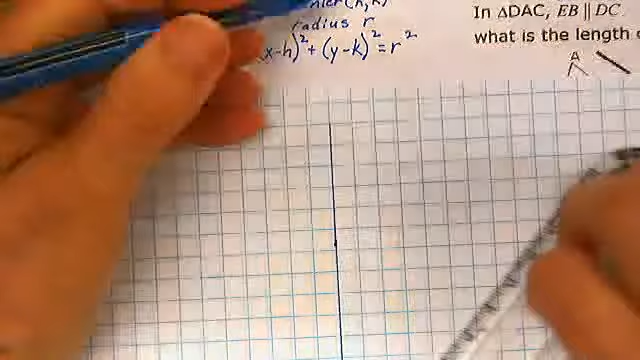 radius r
(x-h)² + (y-k)² = r²
In ΔDAC, EB ∥ DC
what is the length
A